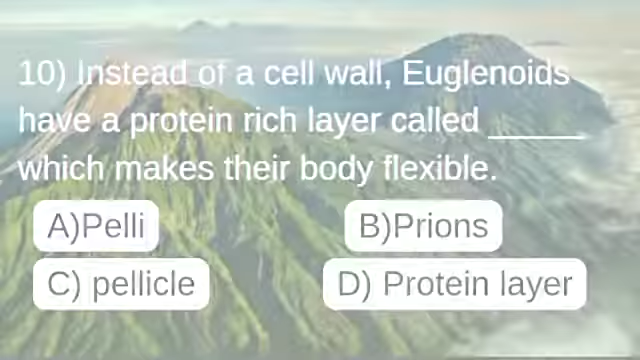 10) Instead of a cell wall, Euglenoids
have a protein rich layer called ______
which makes their body flexible.
A)Pelli
B)Prions
C) pellicle
D) Protein layer